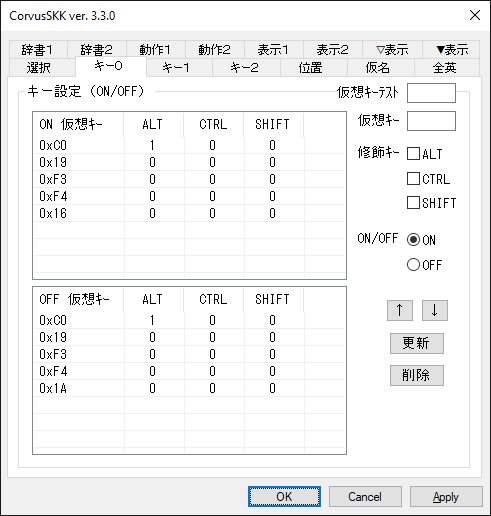 CorvusSKK ver. 3.3.0
辞書1 辞書2 動作1 動作2 表示1 表示2 ▽表示 ▼表示
選択 キー0 キー1 キー2 位置 仮名 全英
キー設定 (ON/OFF) 仮想キーテスト
ON 仮想キー ALT CTRL SHIFT
0xC0 1 0 0
0x19 0 0 0
0xF3 0 0 0
0xF4 0 0 0
0x16 0 0 0
仮想キー
修飾キー ALT
CTRL
SHIFT
ON/OFF ON
OFF
OFF 仮想キー ALT CTRL SHIFT
0xC0 1 0 0
0x19 0 0 0
0xF3 0 0 0
0xF4 0 0 0
0x1A 0 0 0
↑ ↓
更新
削除
OK Cancel Apply